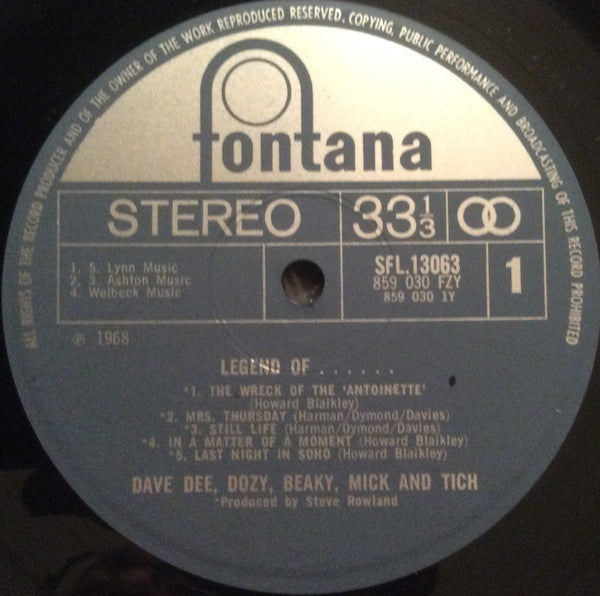 ALL RIGHTS OF THE RECORD PRODUCER AND OF THE OWNER OF THE WORK REPRODUCED RESERVED. COPYING, PUBLIC PERFORMANCE AND BROADCASTING OF THIS RECORD PROHIBITED
fontana
STEREO 33⅓
SFL.13063
859 030 FZY
859 030 1Y
1
1. 5. Lynn Music
2. 3. Ashton Music
4. Welbeck Music
℗ 1968
LEGEND OF . . . . . .
*1. THE WRECK OF THE 'ANTOINETTE'
(Howard Blaikley)
*2. MRS. THURSDAY (Harman/Dymond/Davies)
*3. STILL LIFE (Harman/Dymond/Davies)
*4. IN A MATTER OF A MOMENT (Howard Blaikley)
*5. LAST NIGHT IN SOHO (Howard Blaikley)
DAVE DEE, DOZY, BEAKY, MICK AND TICH
*Produced by Steve Rowland